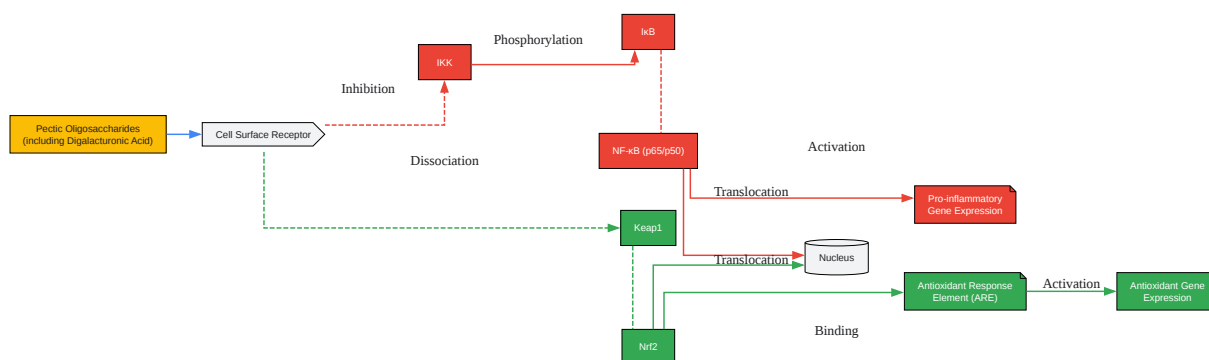 IκB
Phosphorylation
IKK
Inhibition
Pectic Oligosaccharides
(including Digalacturonic Acid)
Cell Surface Receptor
NF-κB (p65/p50)
Activation
Dissociation
Translocation
Pro-inflammatory
Gene Expression
Keap1
Translocation
Nucleus
Antioxidant Response
Element (ARE)
Activation
Antioxidant Gene
Expression
Binding
Nrf2